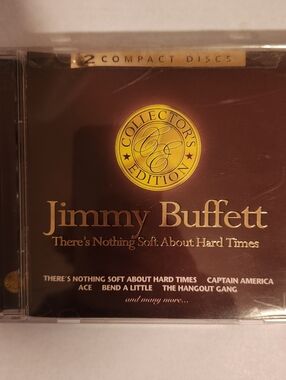 2 COMPACT DISCS
COLLECTOR'S
CE
EDITION
Jimmy Buffett
There's Nothing Soft About Hard Times
THERE'S NOTHING SOFT ABOUT HARD TIMES CAPTAIN AMERICA
ACE BEND A LITTLE THE HANGOUT GANG
and many more...